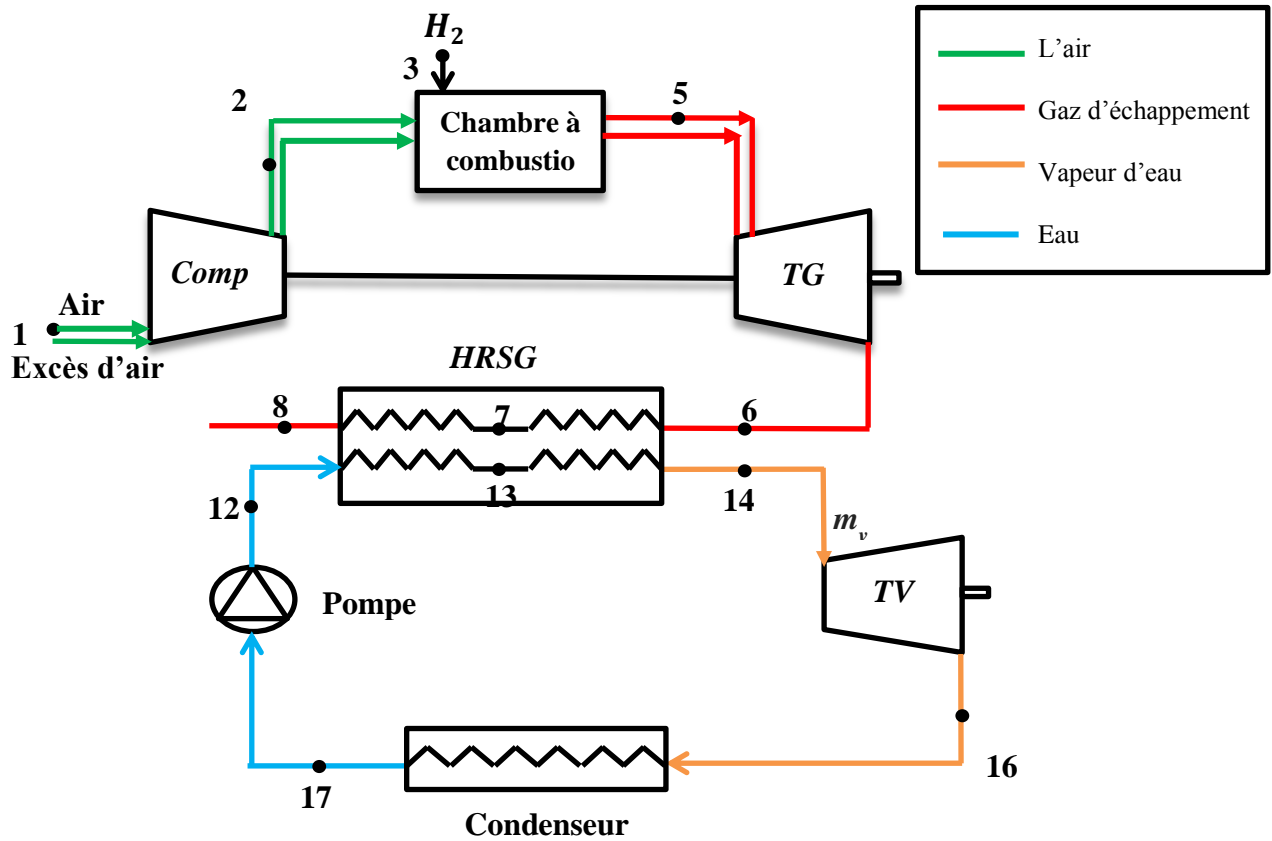 H₂
3
2
5
Chambre à
combustio
L'air
Gaz d'échappement
Vapeur d'eau
Eau
Comp
TG
Air
1
Excès d'air
HRSG
8
7
6
13
14
12
m_v
TV
Pompe
16
17
Condenseur